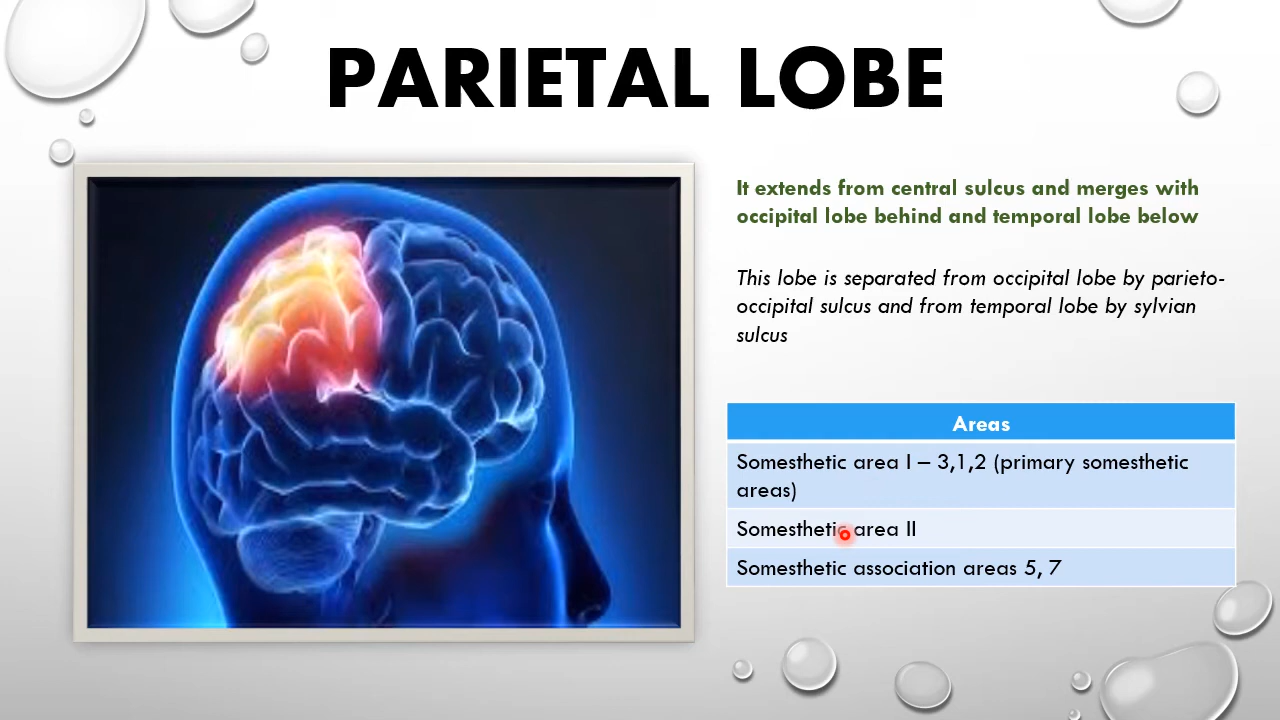 PARIETAL LOBE
It extends from central sulcus and merges with
occipital lobe behind and temporal lobe below
This lobe is separated from occipital lobe by parieto-
occipital sulcus and from temporal lobe by sylvian
sulcus
Areas
Somesthetic area I – 3,1,2 (primary somesthetic
areas)
Somesthetic area II
Somesthetic association areas 5, 7